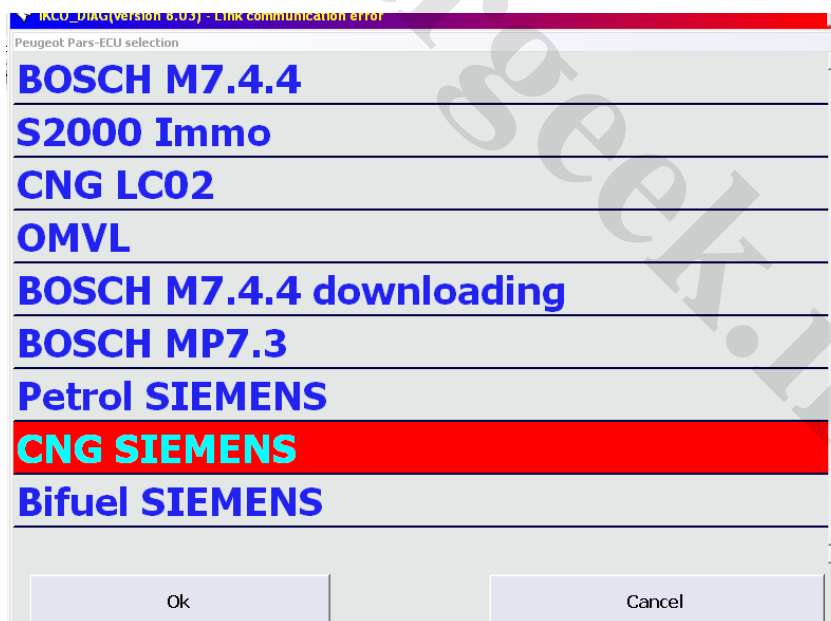 IKCO_DIAG(version 8.03) - Link communication error
Peugeot Pars-ECU selection
BOSCH M7.4.4
S2000 Immo
CNG LC02
OMVL
BOSCH M7.4.4 downloading
BOSCH MP7.3
Petrol SIEMENS
CNG SIEMENS
Bifuel SIEMENS
Ok
Cancel